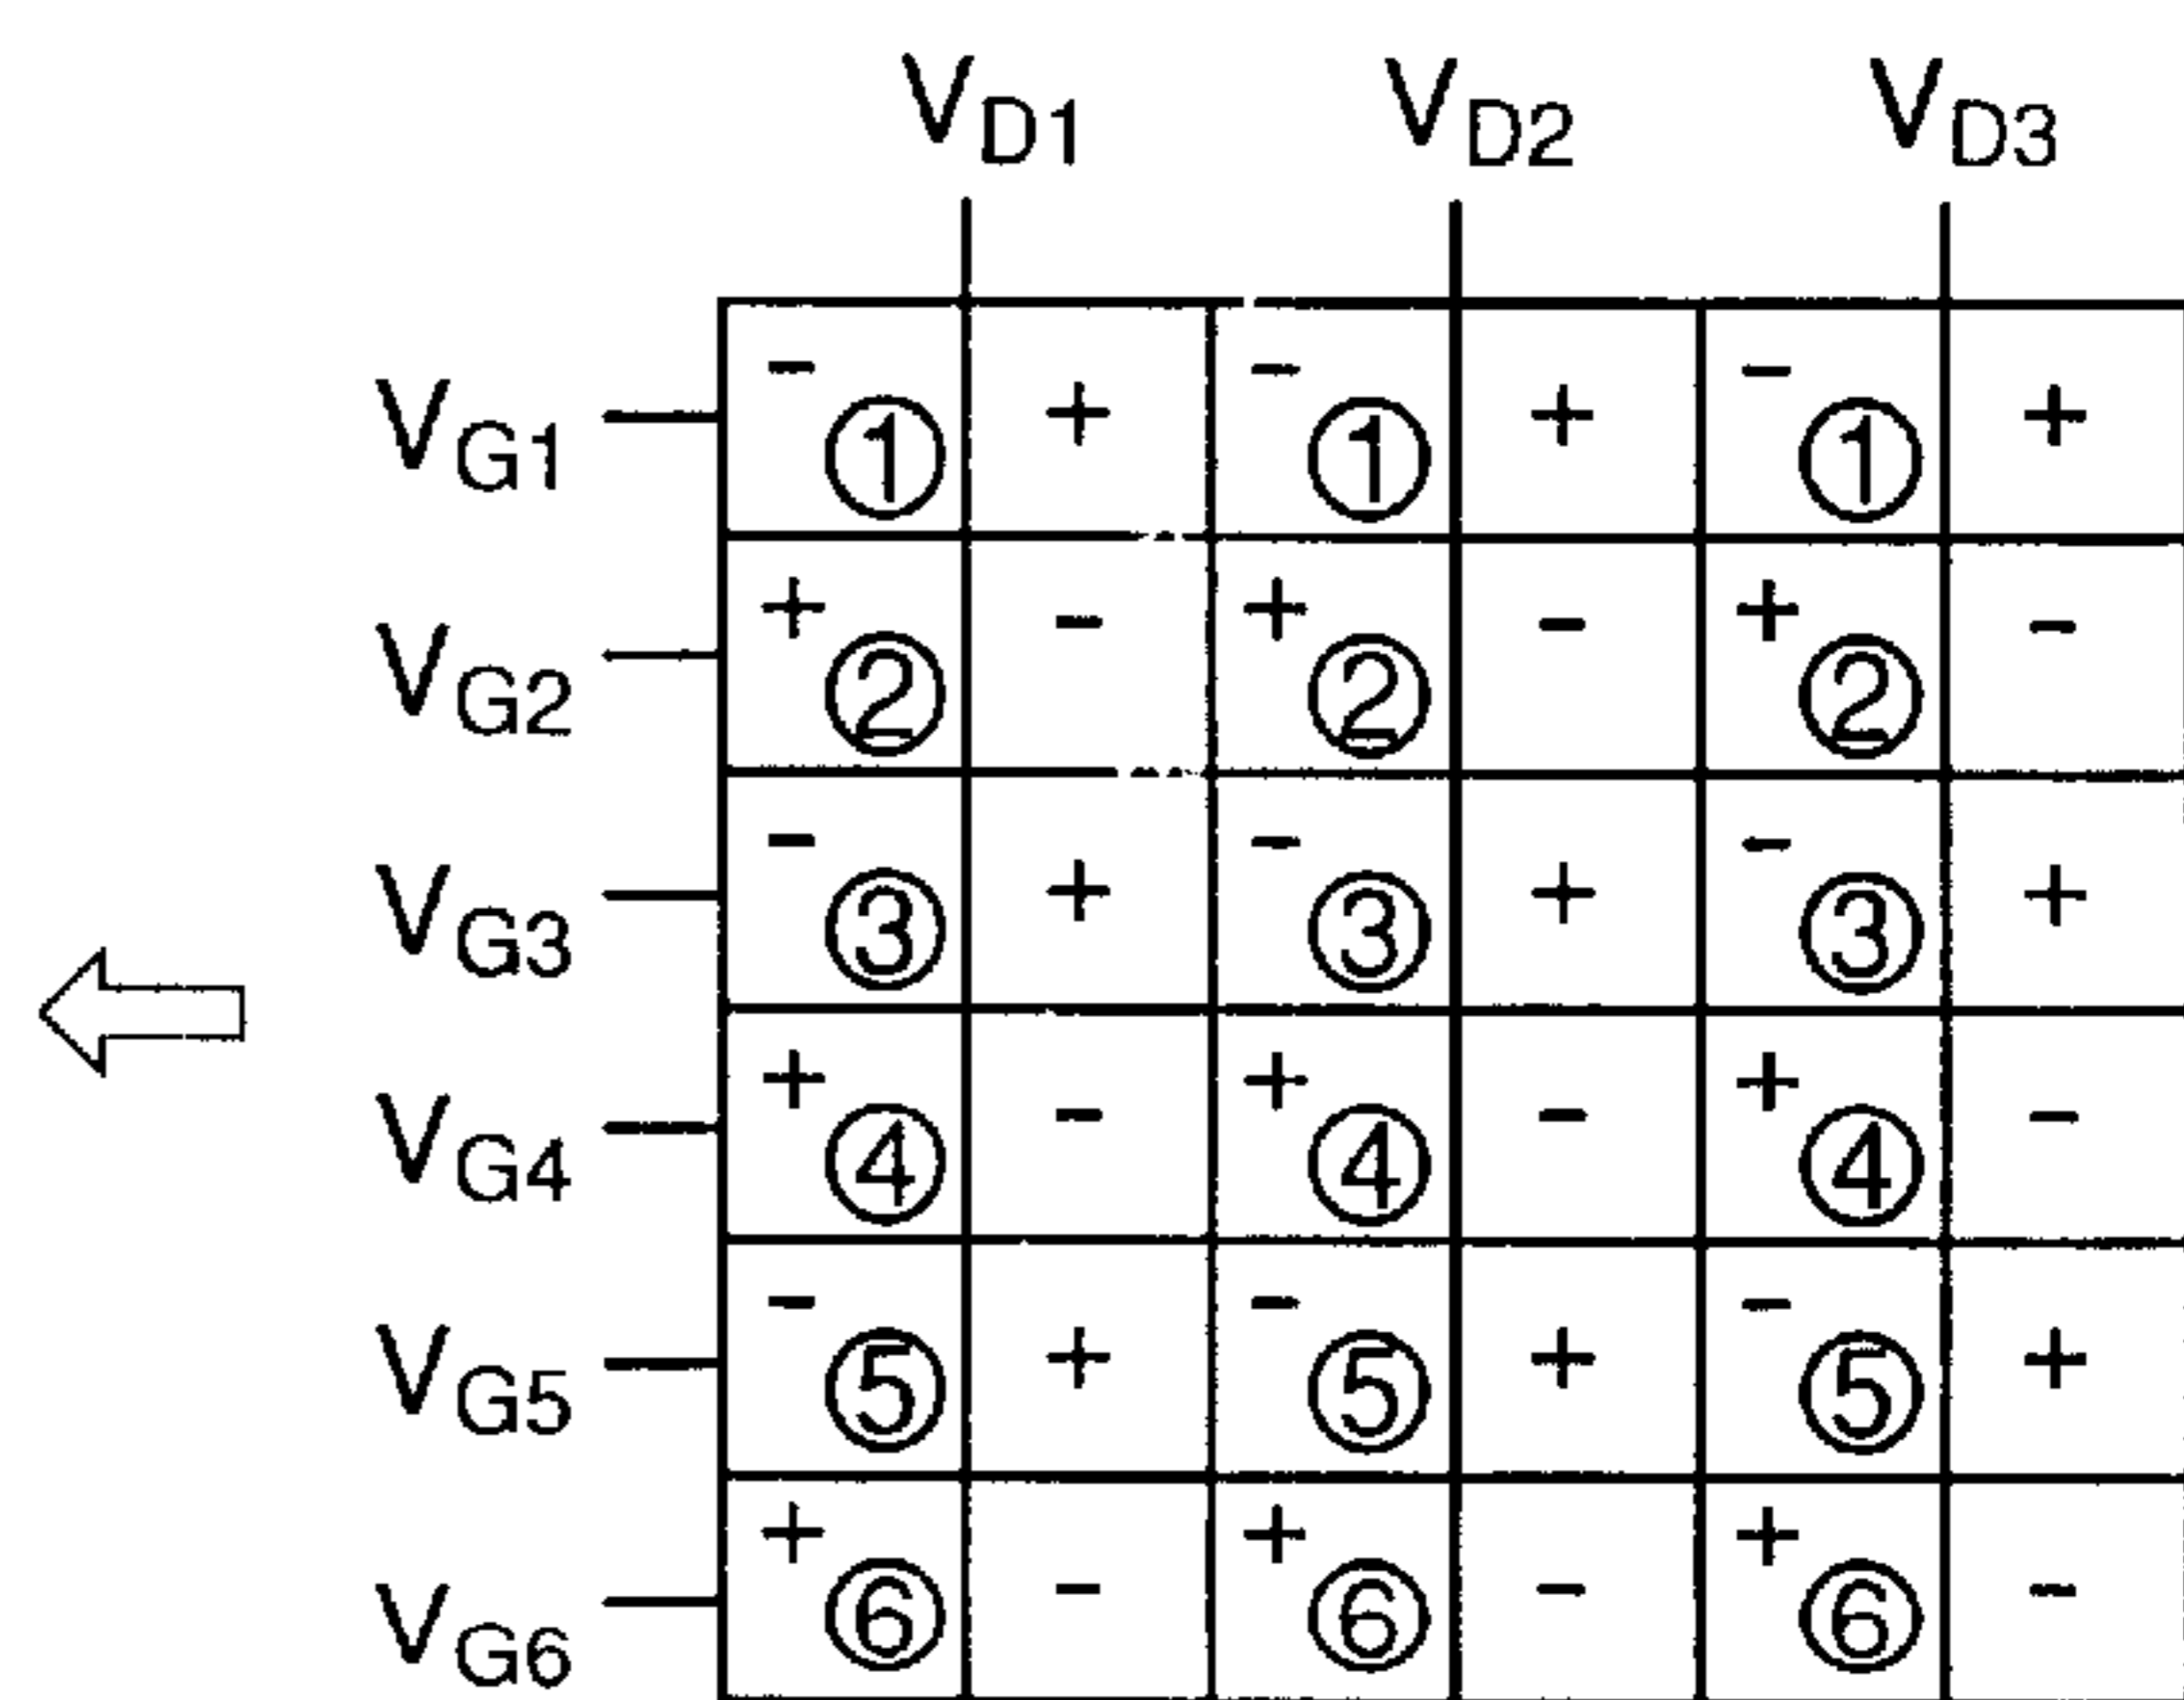 VD1 VD2 VD3
VG1 - ① + - ① + - ① +
VG2 + ② - + ② - + ② -
VG3 - ③ + - ③ + - ③ +
VG4 + ④ - + ④ - + ④ -
VG5 - ⑤ + - ⑤ + - ⑤ +
VG6 + ⑥ - + ⑥ - + ⑥ -